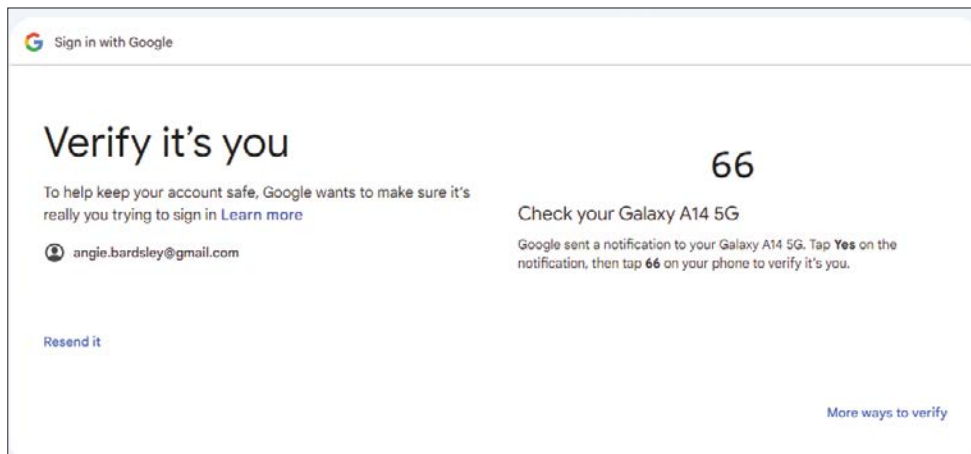 Sign in with Google
Verify it's you
To help keep your account safe, Google wants to make sure it's
really you trying to sign in Learn more
angie.bardsley@gmail.com
Resend it
66
Check your Galaxy A14 5G
Google sent a notification to your Galaxy A14 5G. Tap Yes on the
notification, then tap 66 on your phone to verify it's you.
More ways to verify